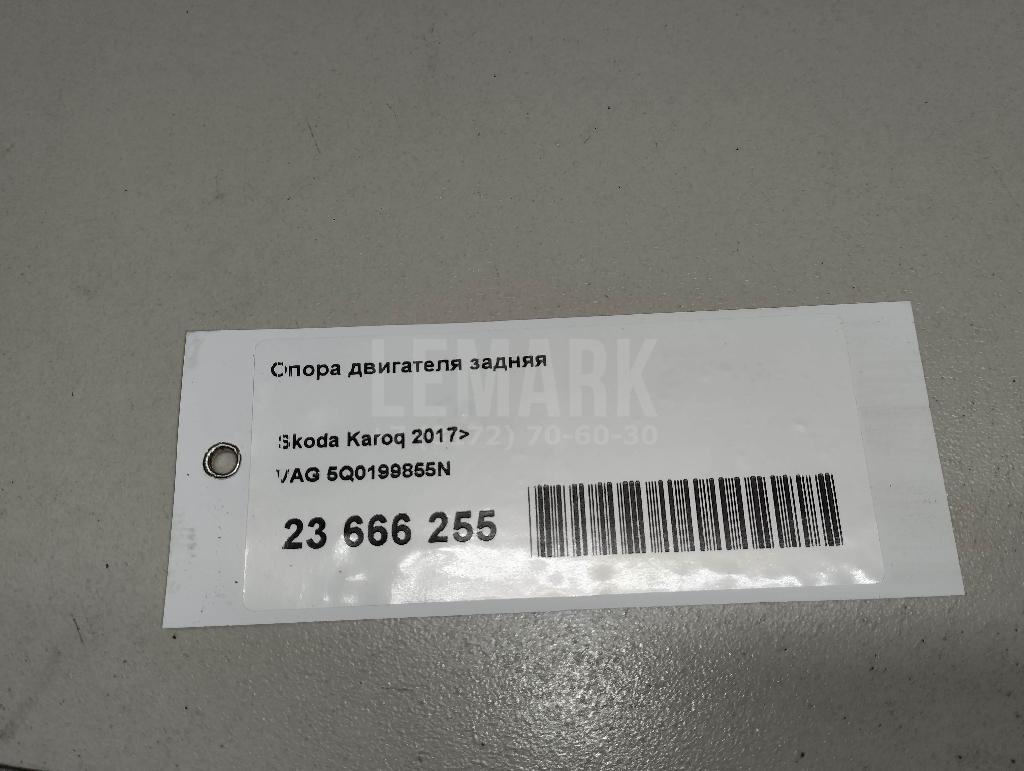 Опора двигателя задняя
LEMARK
72) 70-60-30
Skoda Karoq 2017>
VAG 5Q0199855N
23 666 255